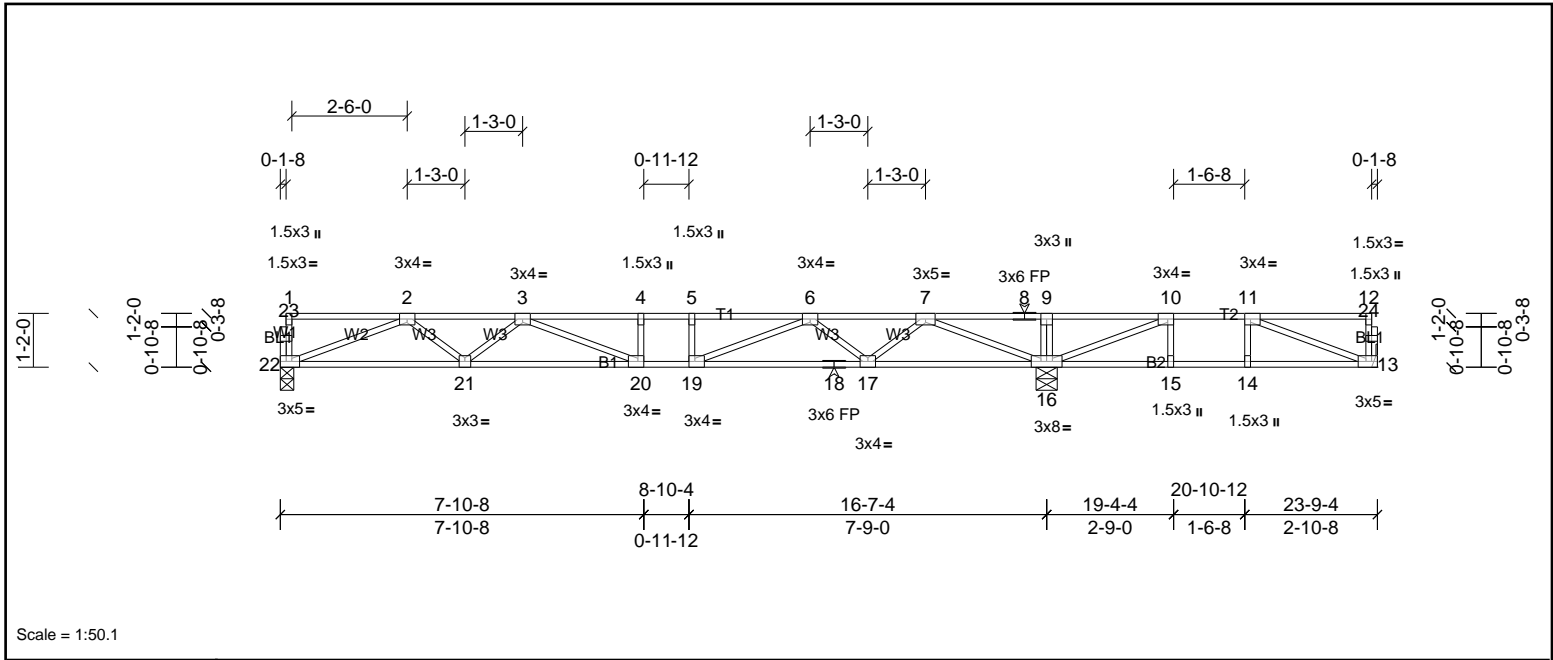 2-6-0
1-3-0
1-3-0
0-1-8
0-11-12
0-1-8
1-3-0
1-3-0
1-6-8
1.5x3 ॥
1.5x3 ॥
3x3 ॥
1.5x3 =
1.5x3 =
3x4 =
3x4 =
1.5x3 ॥
3x4 =
3x5 =
3x6 FP
3x4 =
3x4 =
1.5x3 ॥
1 2 3 4 5 6 7 8 9 10 11 12
23 T1 T2 24
1-2-0 1-2-0 0-10-8 0-10-8 0-3-8
W1 BL1 W2 W3 W3 W3 W3 BL1
1-2-0 0-10-8 0-10-8 0-3-8
22 B1 B2 13
21 20 19 18 17 16 15 14
3x5 =
3x3 =
3x4 =
3x4 =
3x6 FP
3x4 =
3x8 =
1.5x3 ॥
1.5x3 ॥
3x5 =
7-10-8 8-10-4 16-7-4 19-4-4 20-10-12 23-9-4
7-10-8 0-11-12 7-9-0 2-9-0 1-6-8 2-10-8
Scale = 1:50.1